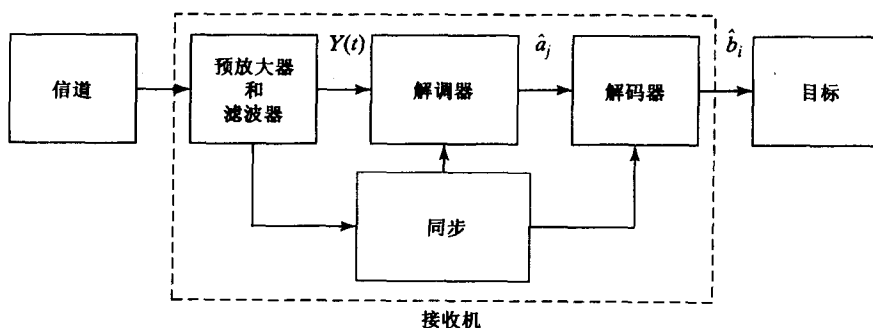 信道
预放大器
和
滤波器
Y(t)
解调器
â_j
解码器
b̂_i
目标
同步
接收机